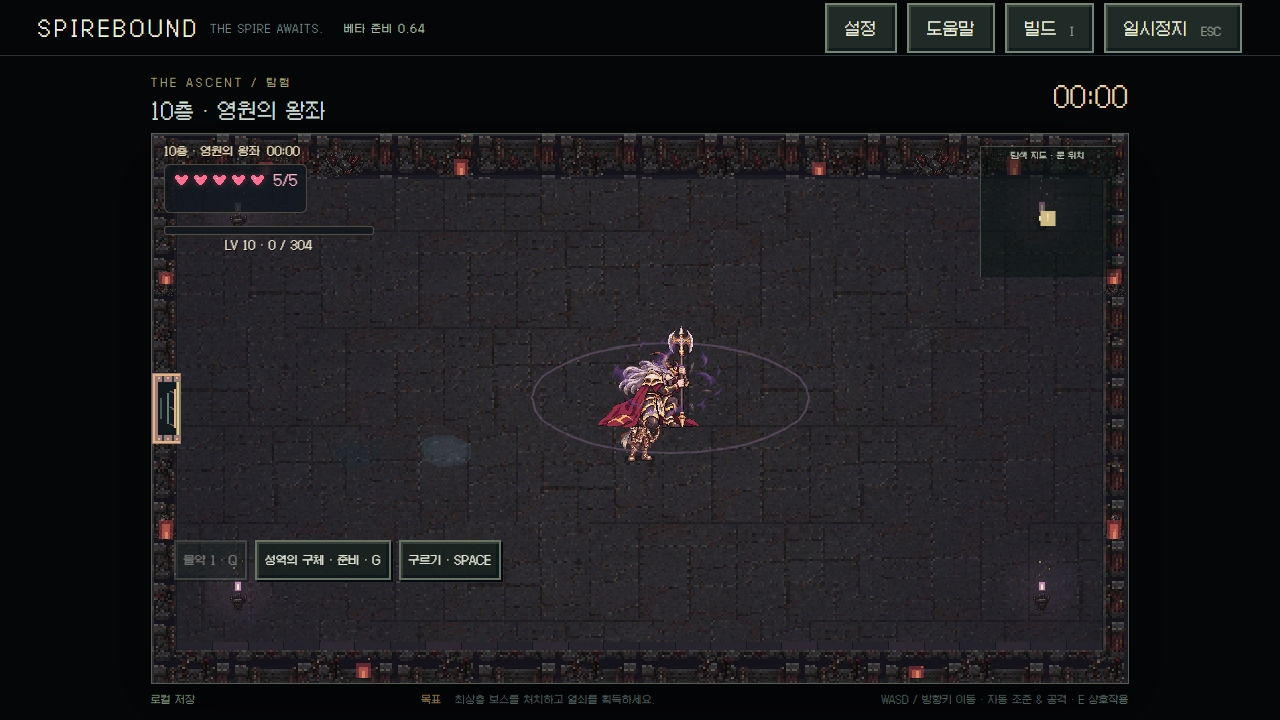 SPIREBOUND THE SPIRE AWAITS. 베타 준비 0.64 설정 도움말 빌드 I 일시정지 ESC
THE ASCENT / 탐험
10층 · 영원의 왕좌
00:00
10층 · 영원의 왕좌 00:00
5/5
LV 10 · 0 / 304
탐색 지도 · 문 위치
물약 1 · Q
성역의 구체 · 준비 · G
구르기 · SPACE
로컬 저장
목표 최상층 보스를 처치하고 열쇠를 획득하세요.
WASD / 방향키 이동 · 자동 조준 & 공격 · E 상호작용